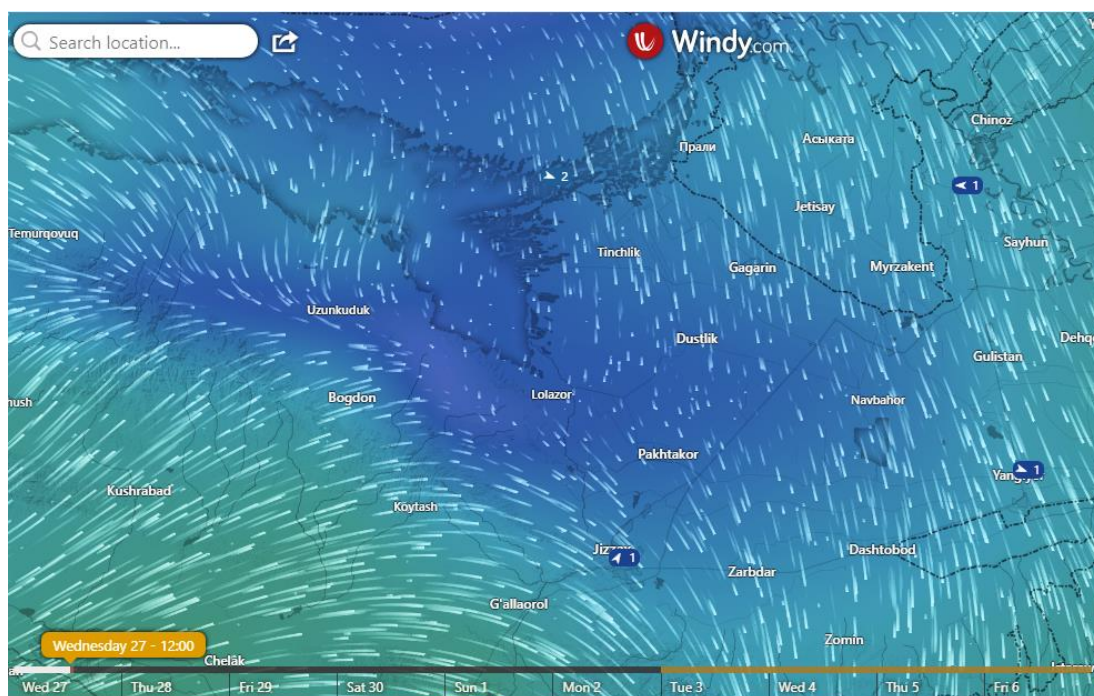 Search location...
Windy.com
Chinoz
Асыката
Прали
2
1
Jetisay
Temurqovuq
Sayhun
Tinchlik
Gagarin
Myrzakent
Uzunkuduk
Dustlik
Gulistan
Bogdon
Lolazor
Navbahor
Pakhtakor
1
Kushrabad
Koytash
1
Dashtobod
Zarbdar
G'allaorol
Zomin
Wednesday 27 - 12:00
Chelak
Wed 27
Thu 28
Fri 29
Sat 30
Sun 1
Mon 2
Tue 3
Wed 4
Thu 5
Fri 6